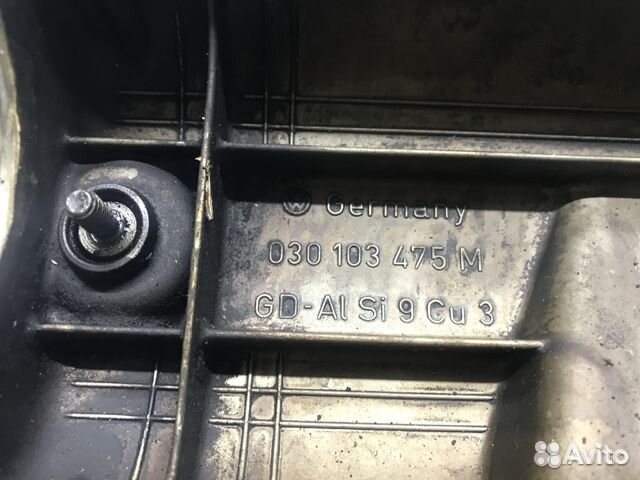 Germany
030 103 475 M
GD-Al Si 9 Cu 3
Avito